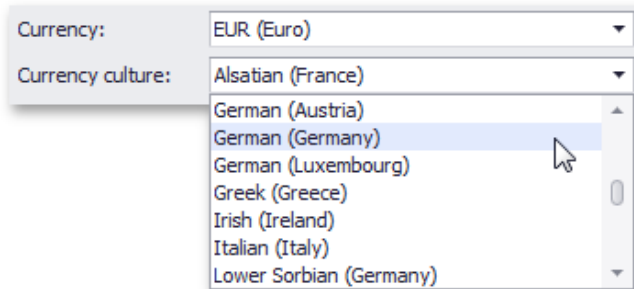 Currency: EUR (Euro)
Currency culture: Alsatian (France)
German (Austria)
German (Germany)
German (Luxembourg)
Greek (Greece)
Irish (Ireland)
Italian (Italy)
Lower Sorbian (Germany)